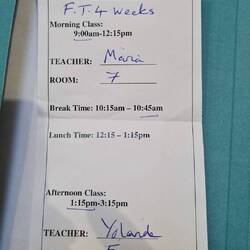 F.T. 4 weeks
Morning Class:
9:00am-12:15pm
TEACHER: Maria
ROOM: 7
Break Time: 10:15am – 10:45am
Lunch Time: 12:15 – 1:15pm
Afternoon Class:
1:15pm-3:15pm
TEACHER: Yolanda